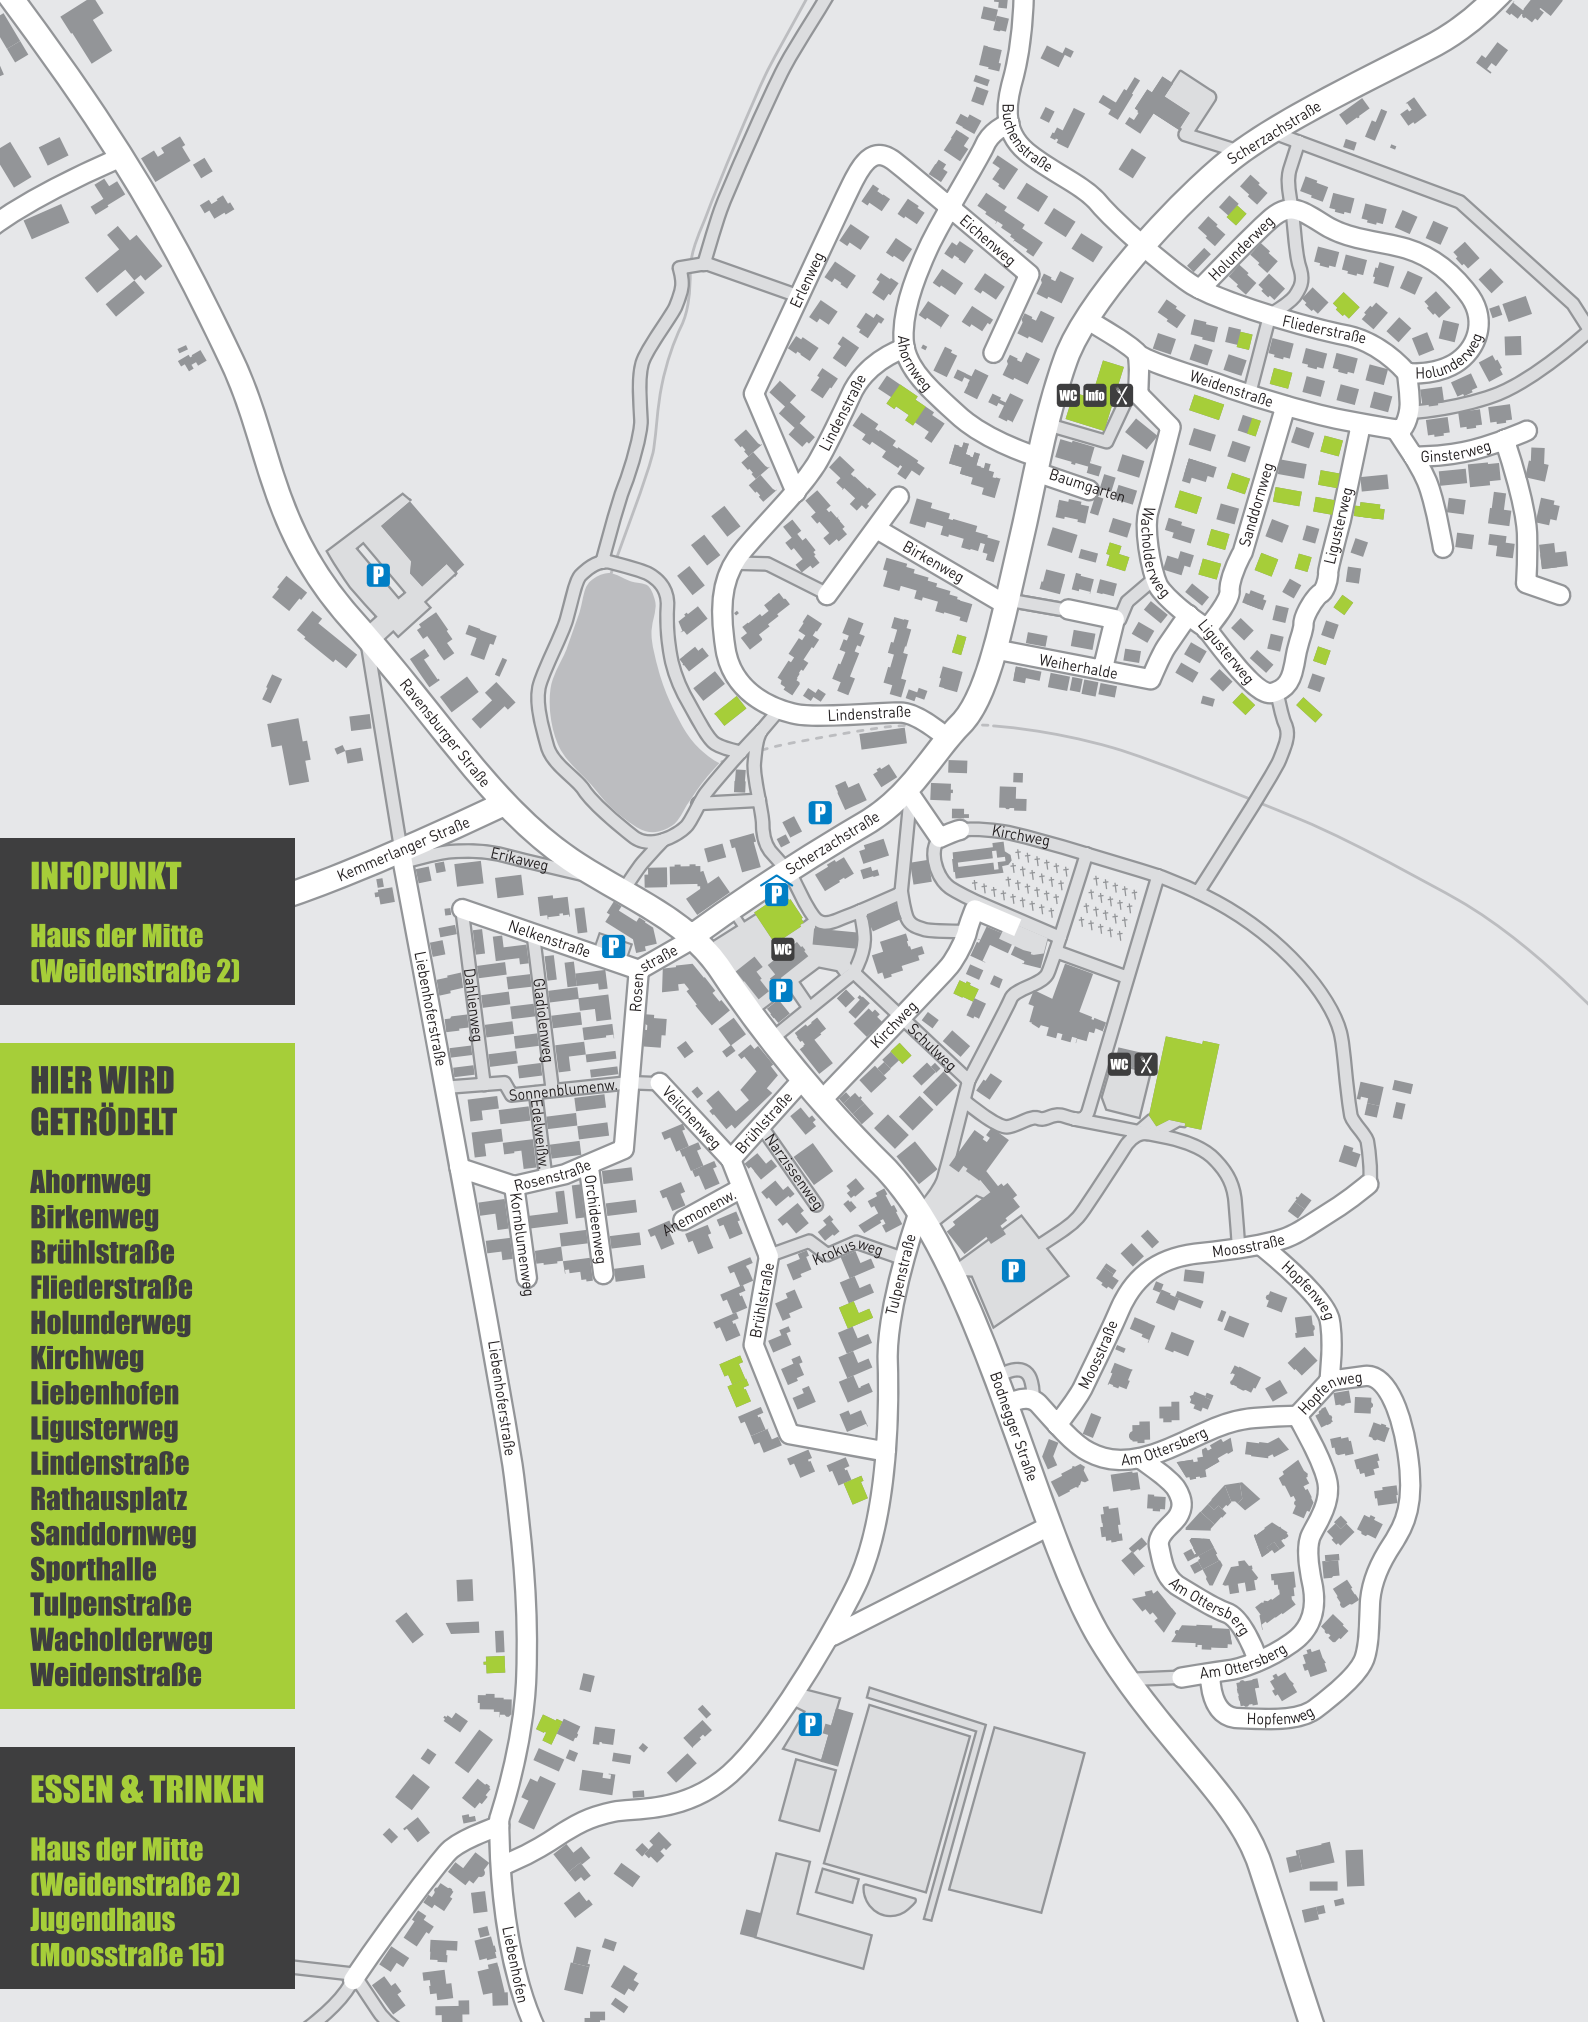 Buchenstraße
Scherzachstraße
Eichenweg
Holunderweg
Erlenweg
Fliederstraße
Ahornweg
Holunderweg
Weidenstraße
WC
Info
Lindenstraße
Ginsterweg
Baumgarten
Sanddornweg
Ligusterweg
Wacholderweg
Birkenweg
P
Ligusterweg
Weiherhalde
Ravensburger Straße
Lindenstraße
P
Scherzachstraße
Kirchweg
Kemmerlanger Straße
Erikaweg
P
INFOPUNKT
Haus der Mitte
(Weidenstraße 2)
Nelkenstraße
P
Rosenstraße
WC
P
Liebenhoferstraße
Dahlienweg
Gladiolenweg
Kirchweg
Schulweg
WC
Sonnenblumenw.
Edelweißw.
Veilchenweg
Brühlstraße
Narzissenweg
Rosenstraße
Kornblumenweg
Orchideenweg
Anemonenw.
Krokusweg
Tulpenstraße
Brühlstraße
P
Moosstraße
Hopfenweg
HIER WIRD
GETRÖDELT
Ahornweg
Birkenweg
Brühlstraße
Fliederstraße
Holunderweg
Kirchweg
Liebenhofen
Ligusterweg
Lindenstraße
Rathausplatz
Sanddornweg
Sporthalle
Tulpenstraße
Wacholderweg
Weidenstraße
Liebenhoferstraße
Moosstraße
Bodnegger Straße
Hopfenweg
Am Ottersberg
Am Ottersberg
Am Ottersberg
Hopfenweg
P
ESSEN & TRINKEN
Haus der Mitte
(Weidenstraße 2)
Jugendhaus
(Moosstraße 15)
Liebenhofen